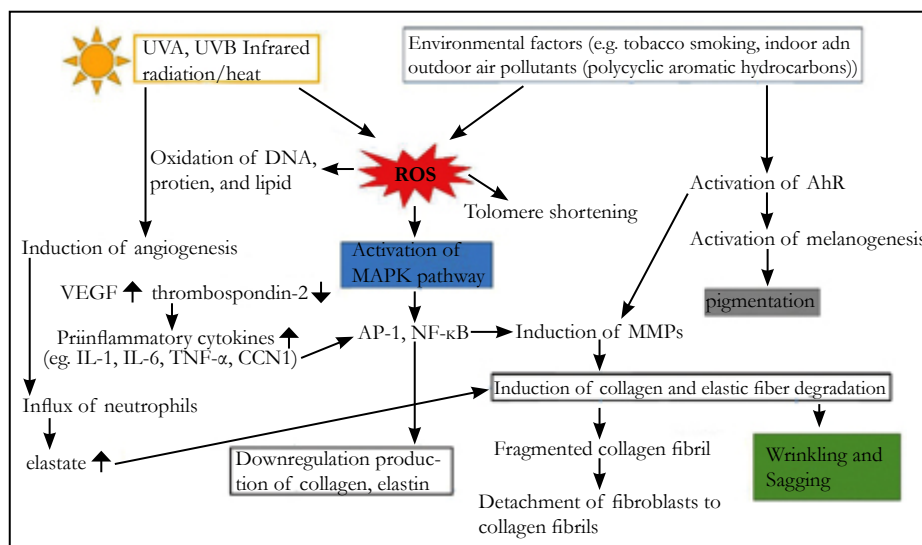 UVA, UVB Infrared
radiation/heat
Environmental factors (e.g. tobacco smoking, indoor adn
outdoor air pollutants (polycyclic aromatic hydrocarbons))
Oxidation of DNA,
protien, and lipid
ROS
Tolomere shortening
Activation of AhR
Induction of angiogenesis
Activation of
MAPK pathway
Activation of melanogenesis
VEGF thrombospondin-2
pigmentation
Priinflammatory cytokines
(eg. IL-1, IL-6, TNF-α, CCN1)
AP-1, NF-κB
Induction of MMPs
Induction of collagen and elastic fiber degradation
Influx of neutrophils
elastate
Downregulation produc-
tion of collagen, elastin
Fragmented collagen fibril
Wrinkling and
Sagging
Detachment of fibroblasts to
collagen fibrils